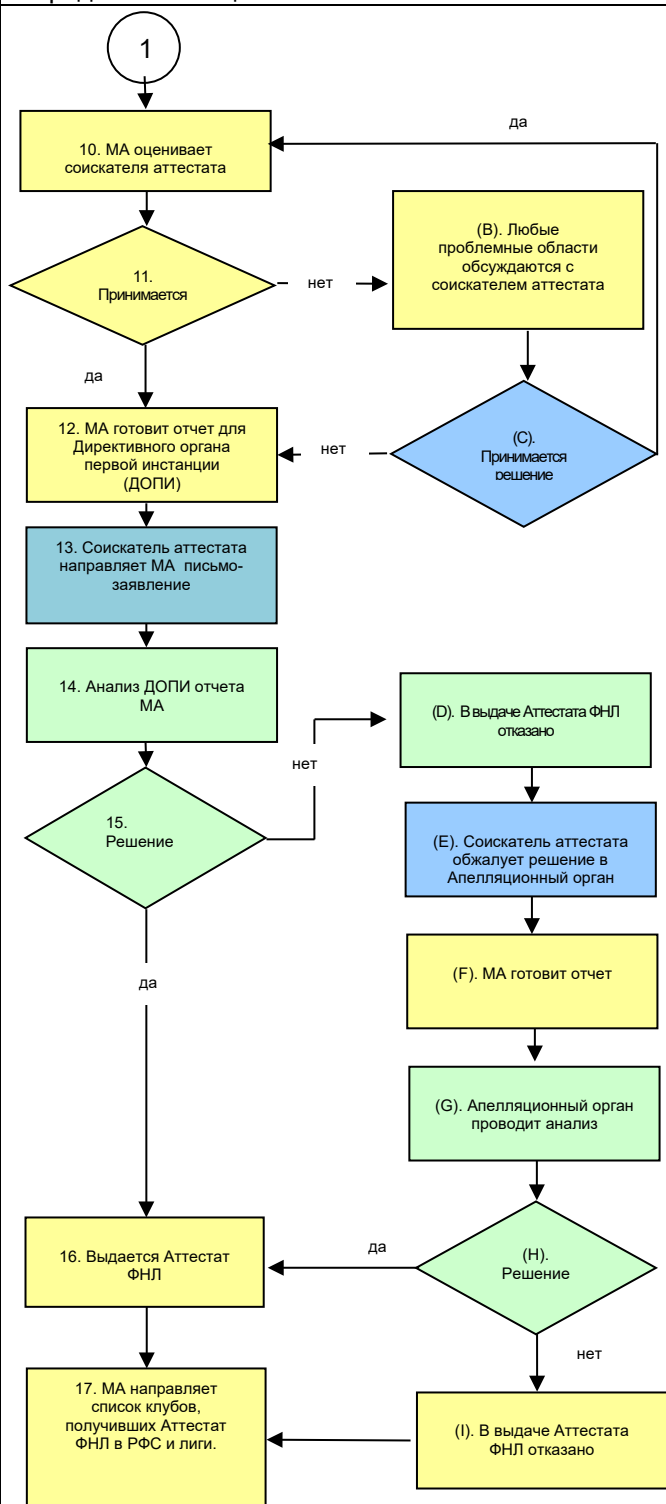 1
да
10. МА оценивает
соискателя аттестата
(B). Любые
проблемные области
обсуждаются с
соискателем аттестата
11.
Принимается
нет
да
12. МА готовит отчет для
Директивного органа
первой инстанции
(ДОПИ)
нет
(C).
Принимается
решение
13. Соискатель аттестата
направляет МА письмо-
заявление
14. Анализ ДОПИ отчета
МА
(D). В выдаче Аттестата ФНЛ
отказано
нет
15.
Решение
(E). Соискатель аттестата
обжалует решение в
Апелляционный орган
(F). МА готовит отчет
да
(G). Апелляционный орган
проводит анализ
16. Выдается Аттестат
ФНЛ
да
(H).
Решение
нет
17. МА направляет
список клубов,
получивших Аттестат
ФНЛ в РФС и лиги.
(I). В выдаче Аттестата
ФНЛ отказано